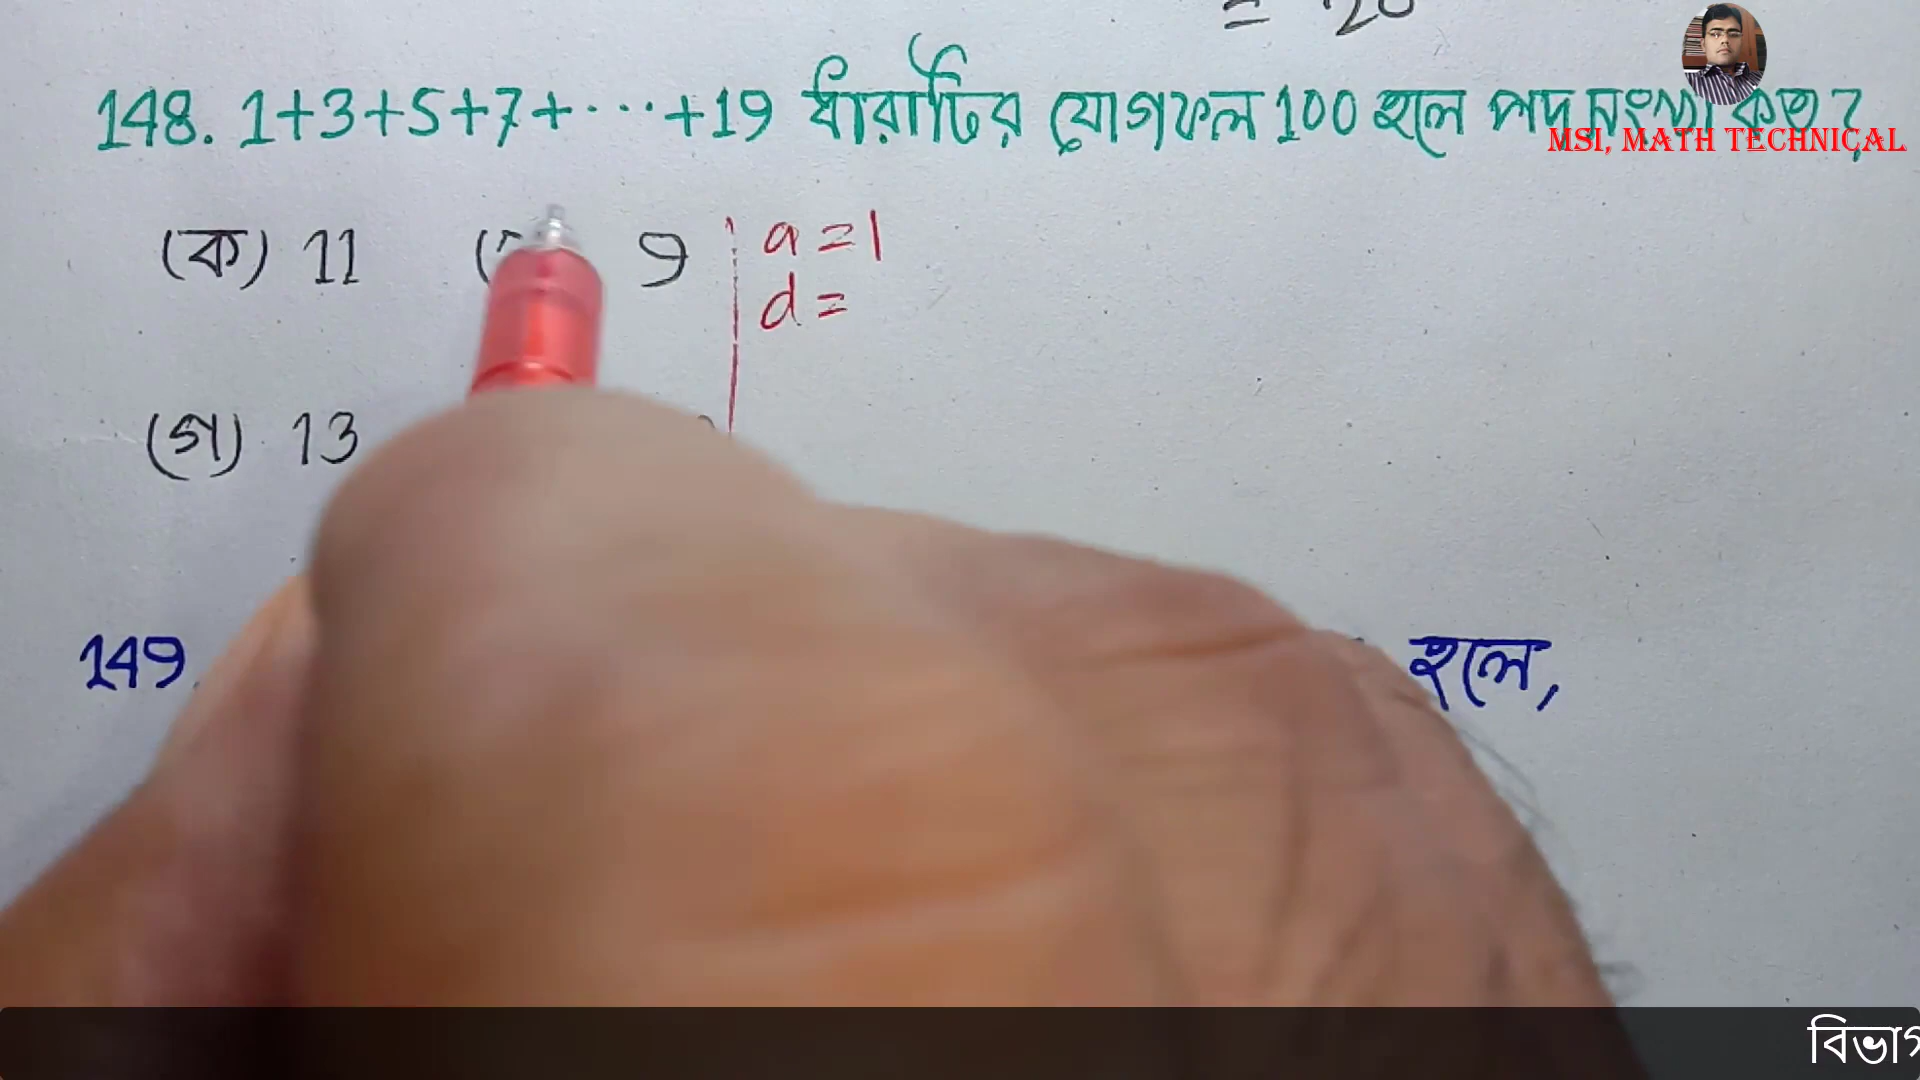 148. 1+3+5+7+····+19 ধারাটির যোগফল 100 হলে পদ সংখ্যা কত?
MSI, MATH TECHNICAL
(ক) 11 9
a = 1
d =
(গ) 13
149. হলে,
বিভাগ